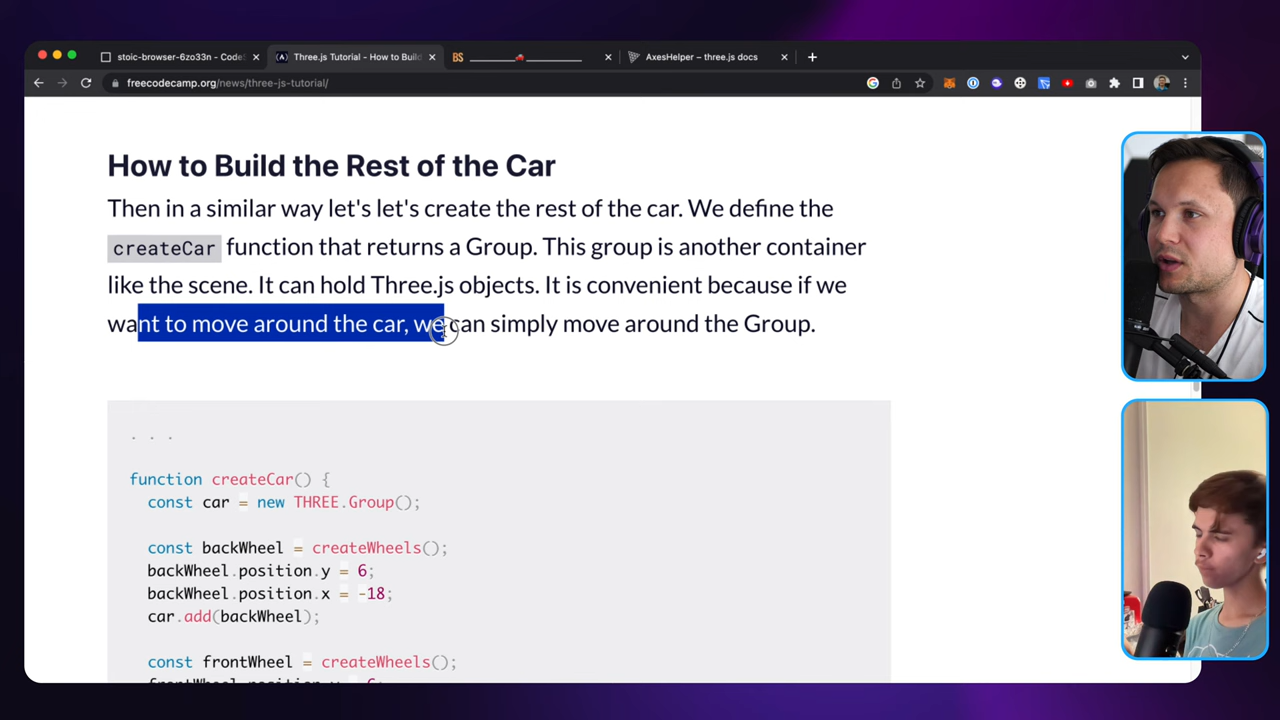 stoic-browser-6zo33n – Code
Three.js Tutorial – How to Build
BS
AxesHelper – three.js docs
freecodecamp.org/news/three-js-tutorial/
How to Build the Rest of the Car
Then in a similar way let's let's create the rest of the car. We define the
createCar function that returns a Group. This group is another container
like the scene. It can hold Three.js objects. It is convenient because if we
want to move around the car, we can simply move around the Group.
. . .
function createCar() {
const car = new THREE.Group();
const backWheel = createWheels();
backWheel.position.y = 6;
backWheel.position.x = -18;
car.add(backWheel);
const frontWheel = createWheels();